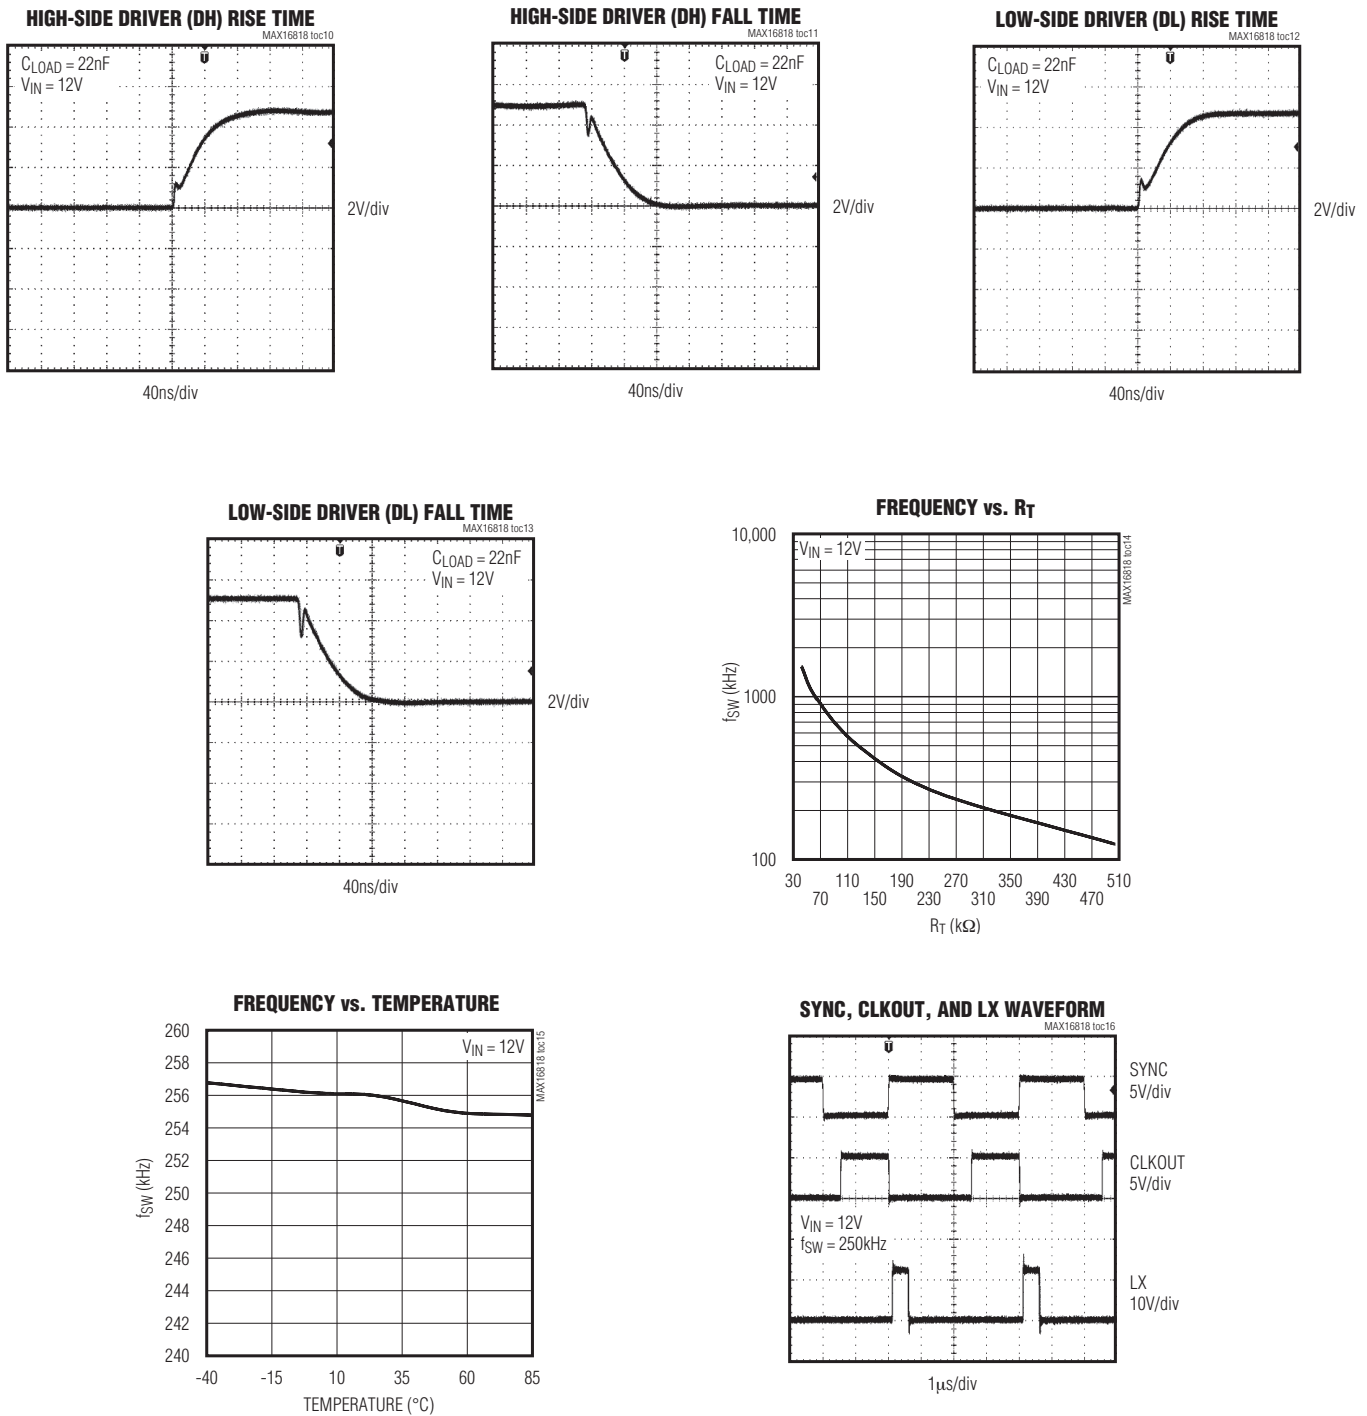 HIGH-SIDE DRIVER (DH) RISE TIME
MAX16818 toc10
CLOAD = 22nF
VIN = 12V
2V/div
40ns/div
HIGH-SIDE DRIVER (DH) FALL TIME
MAX16818 toc11
CLOAD = 22nF
VIN = 12V
2V/div
40ns/div
LOW-SIDE DRIVER (DL) RISE TIME
MAX16818 toc12
CLOAD = 22nF
VIN = 12V
2V/div
40ns/div
LOW-SIDE DRIVER (DL) FALL TIME
MAX16818 toc13
CLOAD = 22nF
VIN = 12V
2V/div
40ns/div
FREQUENCY vs. RT
MAX16818 toc14
VIN = 12V
10,000
1000
100
fSW (kHz)
30 110 190 270 350 430 510
70 150 230 310 390 470
RT (kΩ)
FREQUENCY vs. TEMPERATURE
MAX16818 toc15
VIN = 12V
260
258
256
254
252
250
248
246
244
242
240
fSW (kHz)
-40 -15 10 35 60 85
TEMPERATURE (°C)
SYNC, CLKOUT, AND LX WAVEFORM
MAX16818 toc16
SYNC
5V/div
CLKOUT
5V/div
VIN = 12V
fSW = 250kHz
LX
10V/div
1μs/div